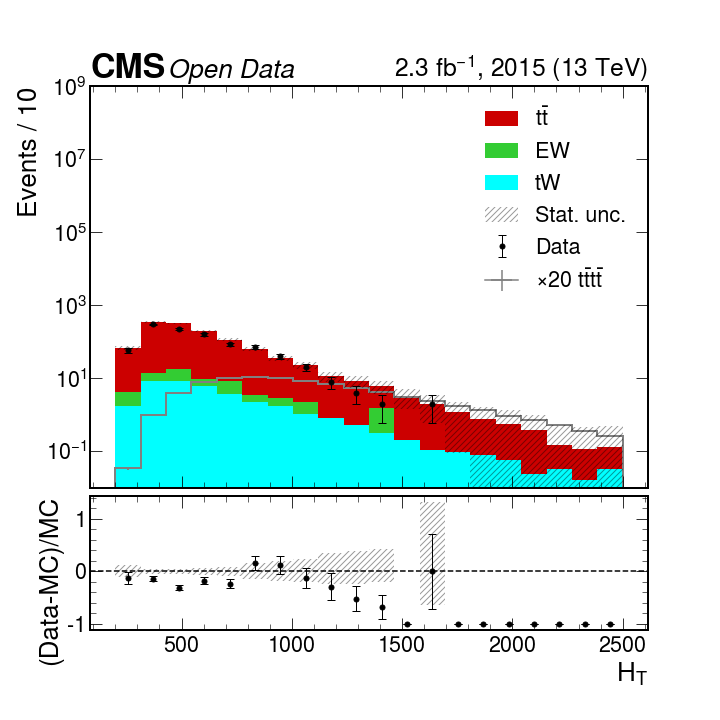 CMS Open Data 2.3 fb⁻¹, 2015 (13 TeV)
Events / 10
10⁹
10⁷
10⁵
10³
10¹
10⁻¹
tt̄
EW
tW
Stat. unc.
Data
×20 tt̄tt̄
(Data-MC)/MC
1
0
-1
500 1000 1500 2000 2500
H_T